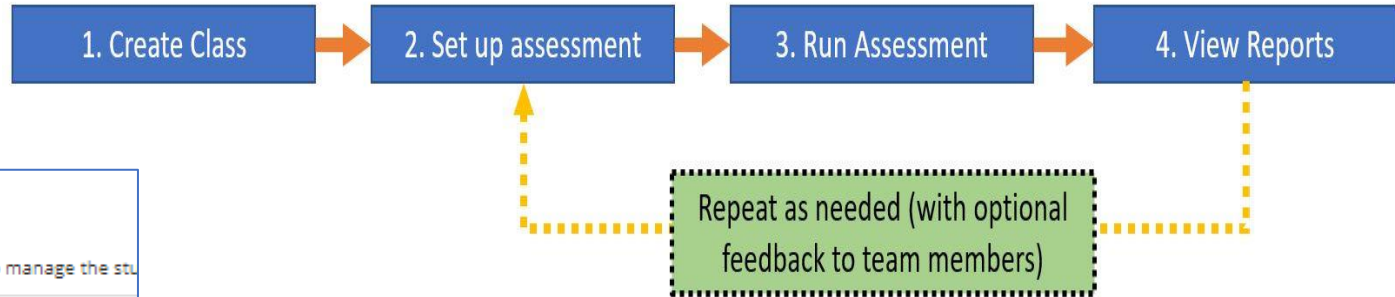 1. Create Class
2. Set up assessment
3. Run Assessment
4. View Reports
Repeat as needed (with optional
feedback to team members)
manage the stu